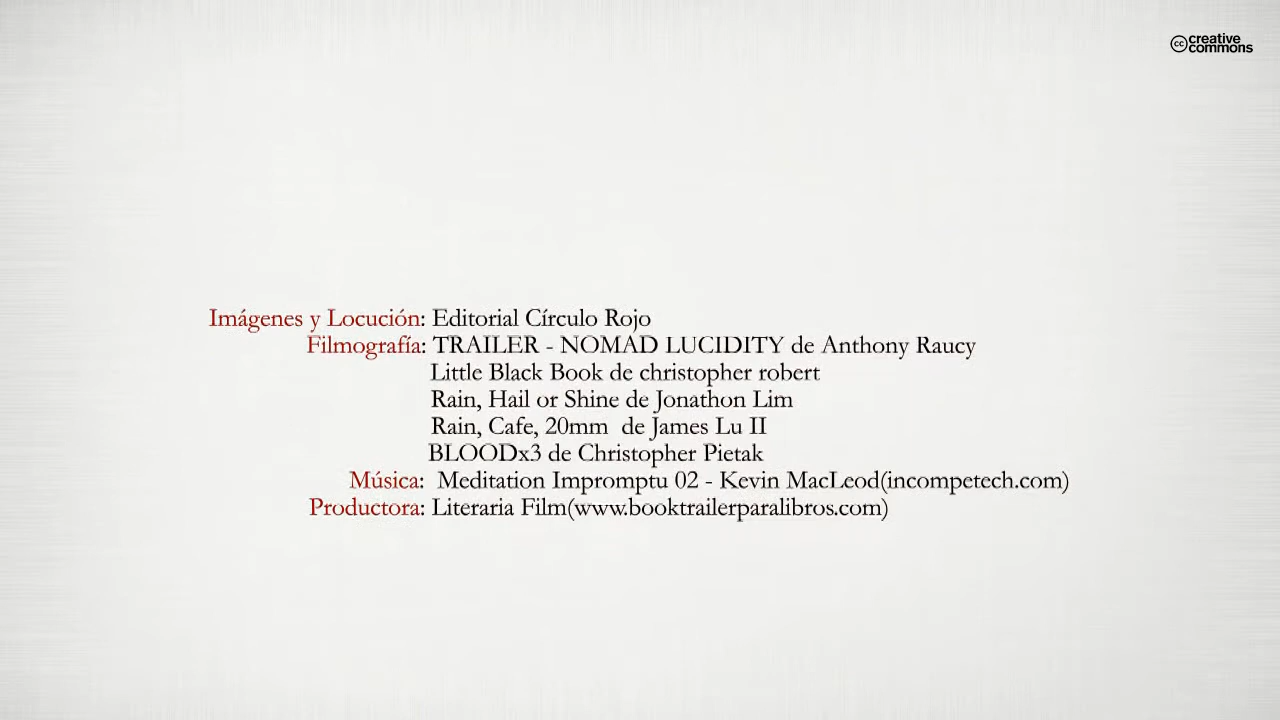 creative
commons
Imágenes y Locución: Editorial Círculo Rojo
Filmografía: TRAILER - NOMAD LUCIDITY de Anthony Raucy
Little Black Book de christopher robert
Rain, Hail or Shine de Jonathon Lim
Rain, Cafe, 20mm  de James Lu II
BLOODx3 de Christopher Pietak
Música:  Meditation Impromptu 02 - Kevin MacLeod(incompetech.com)
Productora: Literaria Film(www.booktrailerparalibros.com)